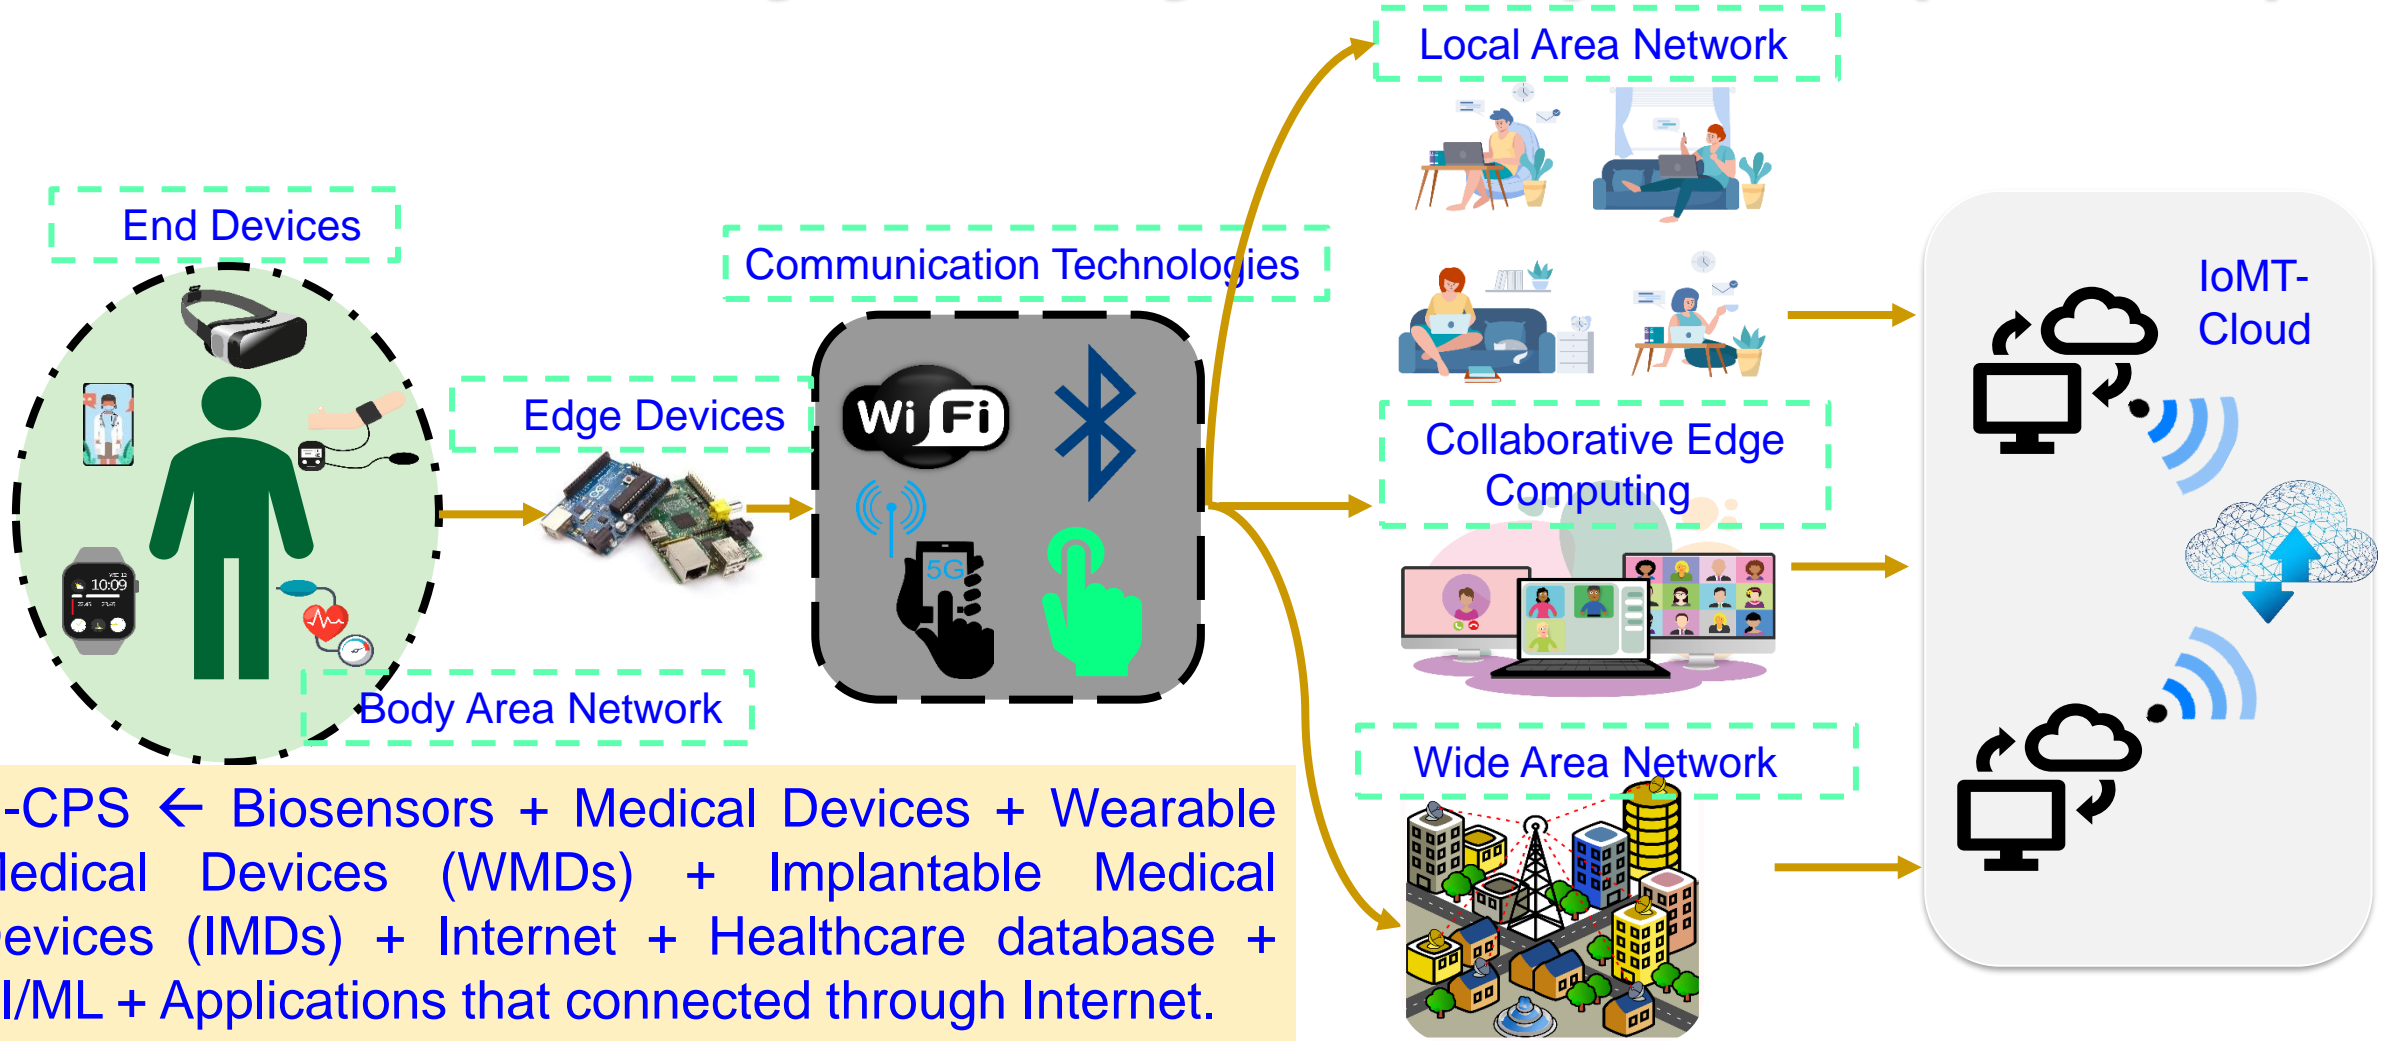 Local Area Network
End Devices
Communication Technologies
IoMT-
Cloud
Edge Devices
Wi Fi
Collaborative Edge
Computing
5G
10:09
Body Area Network
Wide Area Network
-CPS ← Biosensors + Medical Devices + Wearable
Medical Devices (WMDs) + Implantable Medical
Devices (IMDs) + Internet + Healthcare database +
I/ML + Applications that connected through Internet.